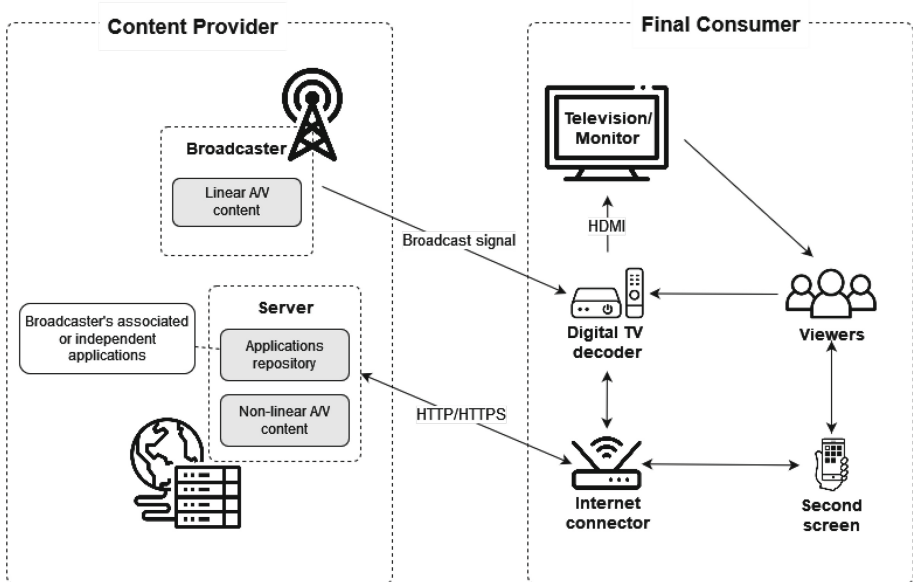 Content Provider
Broadcaster
Linear A/V
content
Server
Broadcaster's associated
or independent
applications
Applications
repository
Non-linear A/V
content
Broadcast signal
HTTP/HTTPS
Final Consumer
Television/
Monitor
HDMI
Digital TV
decoder
Viewers
Internet
connector
Second
screen